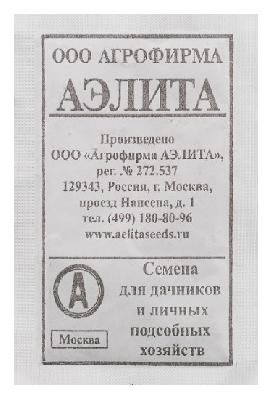 ООО АГРОФИРМА
АЭЛИТА
Произведено
ООО «Агрофирма АЭЛИТА»,
рег. № 272.537
129343, Россия, г. Москва,
проезд Нансена, д. 1
тел. (499) 180-80-96
www.aelitaseeds.ru
А
Москва
Семена
для дачников
и личных
подсобных
хозяйств